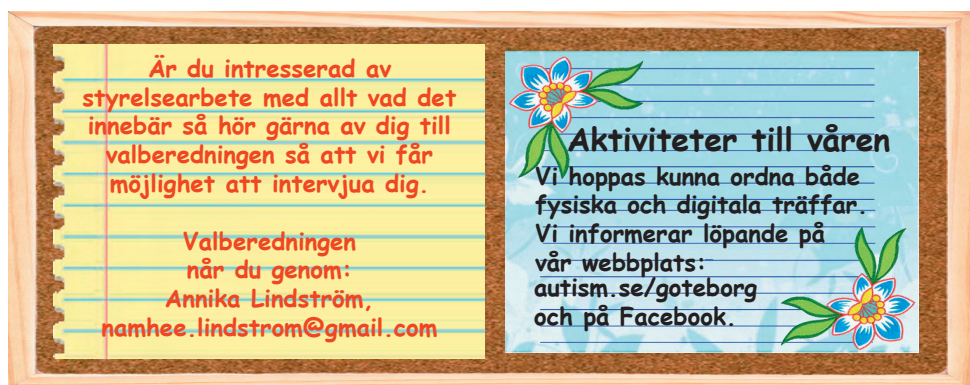 Är du intresserad av
styrelsearbete med allt vad det
innebär så hör gärna av dig till
valberedningen så att vi får
möjlighet att intervjua dig.
Valberedningen
når du genom:
Annika Lindström,
namhee.lindstrom@gmail.com
Aktiviteter till våren
Vi hoppas kunna ordna både
fysiska och digitala träffar.
Vi informerar löpande på
vår webbplats:
autism.se/goteborg
och på Facebook.